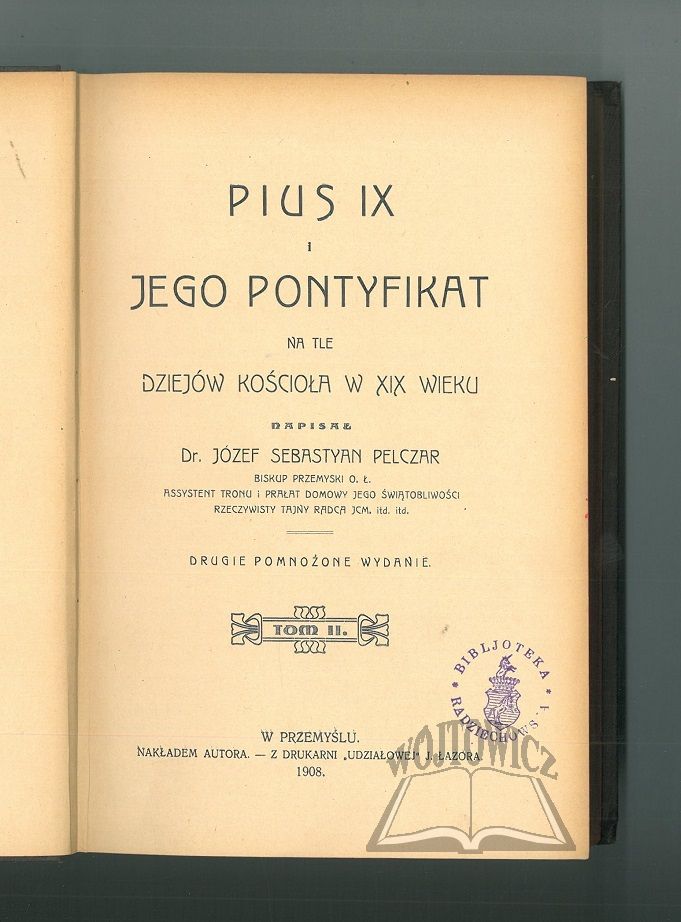 PIUS IX
i
JEGO PONTYFIKAT
NA TLE
DZIEJÓW KOŚCIOŁA W XIX WIEKU
NAPISAŁ
Dr. JÓZEF SEBASTYAN PELCZAR
BISKUP PRZEMYSKI O. Ł.
ASSYSTENT TRONU i PRAŁAT DOMOWY JEGO ŚWIĄTOBLIWOŚCI
RZECZYWISTY TAJNY RADCA JCM. itd. itd.
DRUGIE POMNOŻONE WYDANIE.
TOM II.
* BIBLJOTEKA *
RADZIECHOWS.
W PRZEMYŚLU.
NAKŁADEM AUTORA. — Z DRUKARNI „UDZIAŁOWEJ” J. ŁAZORA.
1908.
WOJTOWICZ